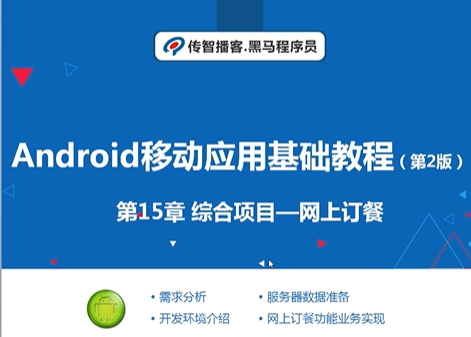 传智播客.黑马程序员
Android移动应用基础教程（第2版）
第15章 综合项目—网上订餐
• 需求分析
• 服务器数据准备
• 开发环境介绍
• 网上订餐功能业务实现